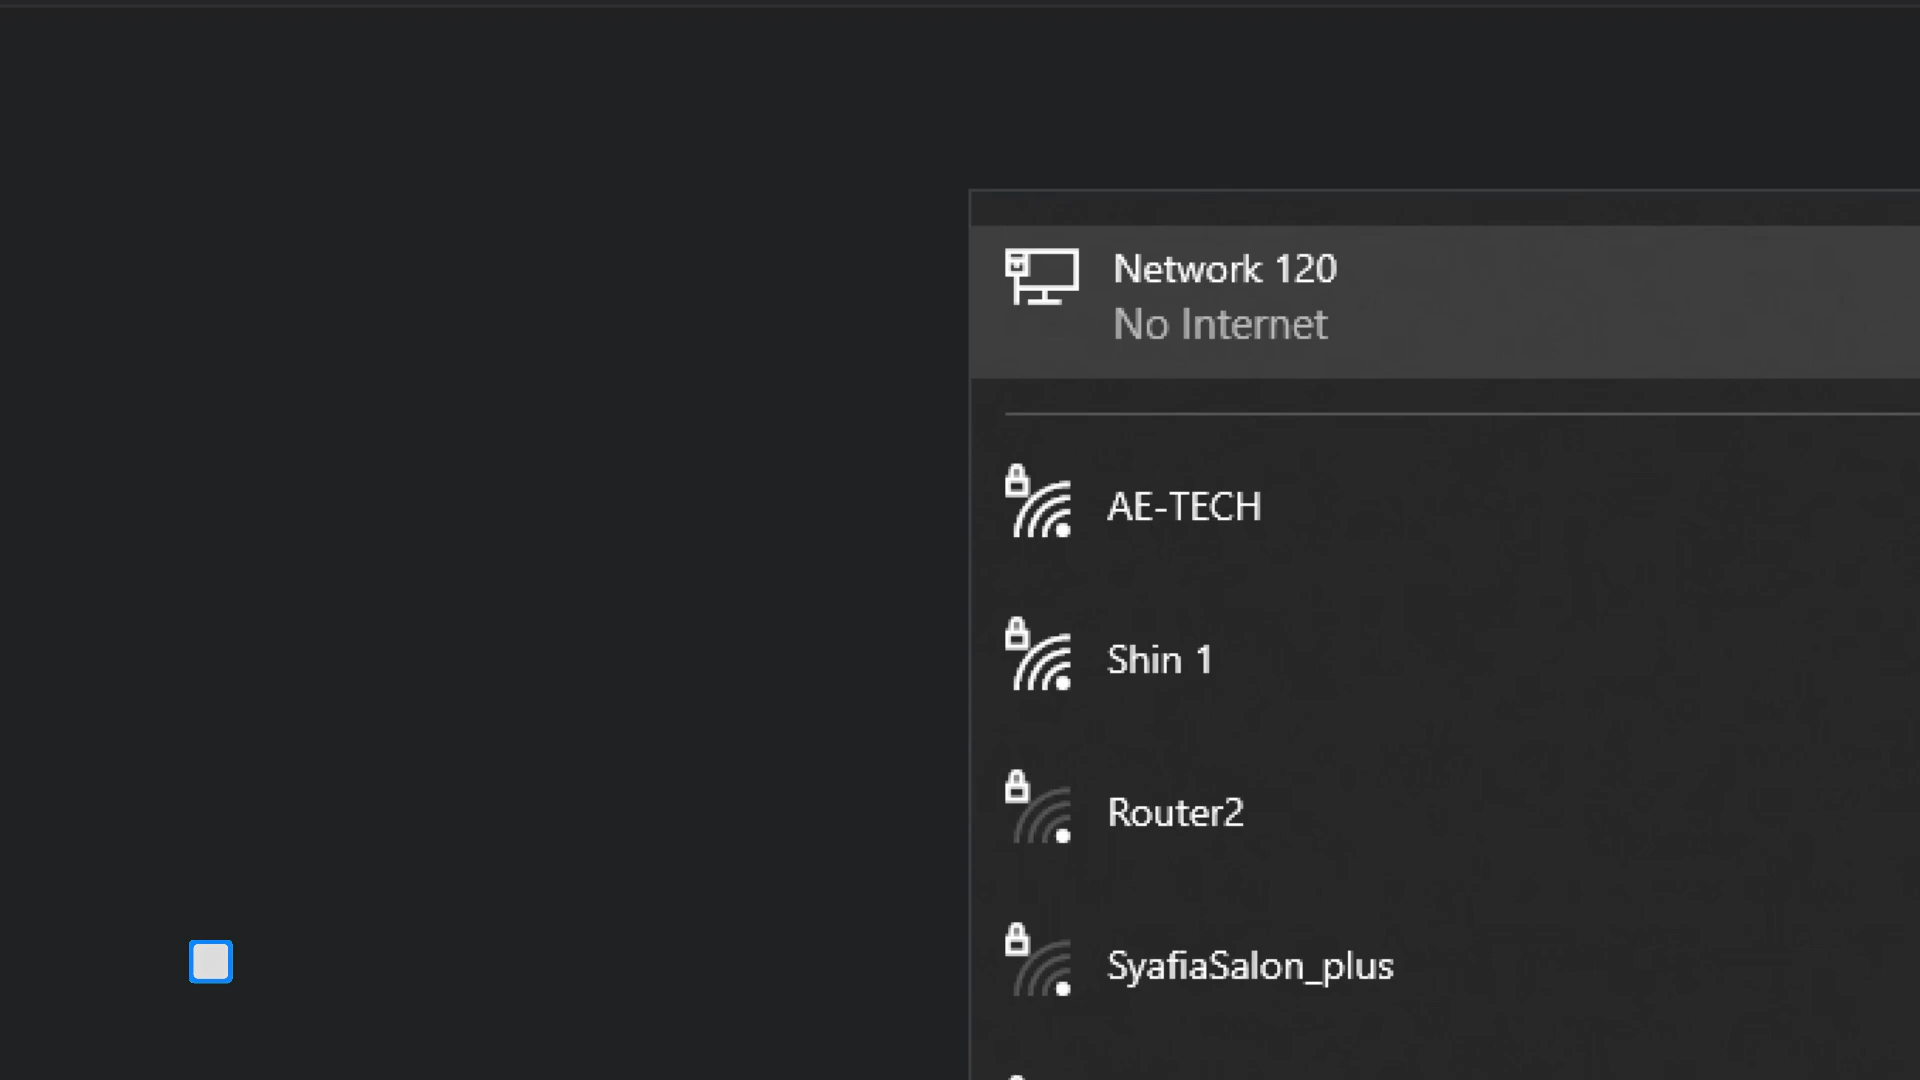 Network 120
No Internet
AE-TECH
Shin 1
Router2
SyafiaSalon_plus